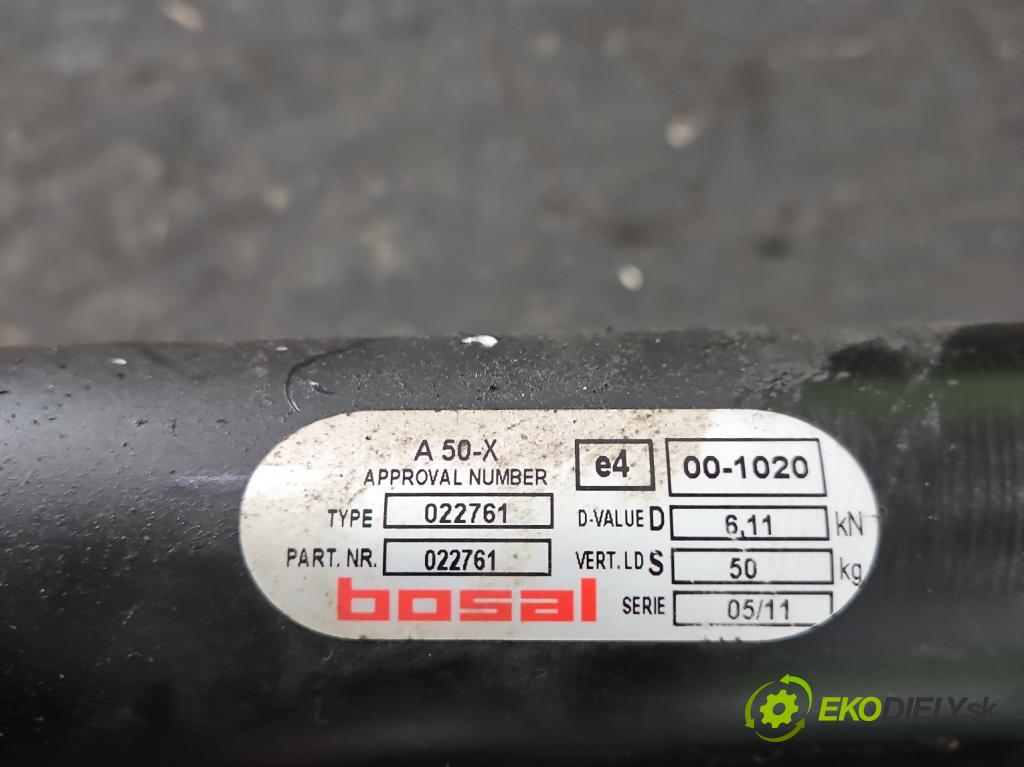 A 50-X
APPROVAL NUMBER e4 00-1020
TYPE 022761 D-VALUE D 6,11 kN
PART. NR. 022761 VERT. LD S 50 kg
bosal SERIE 05/11
EKODIELY.sk